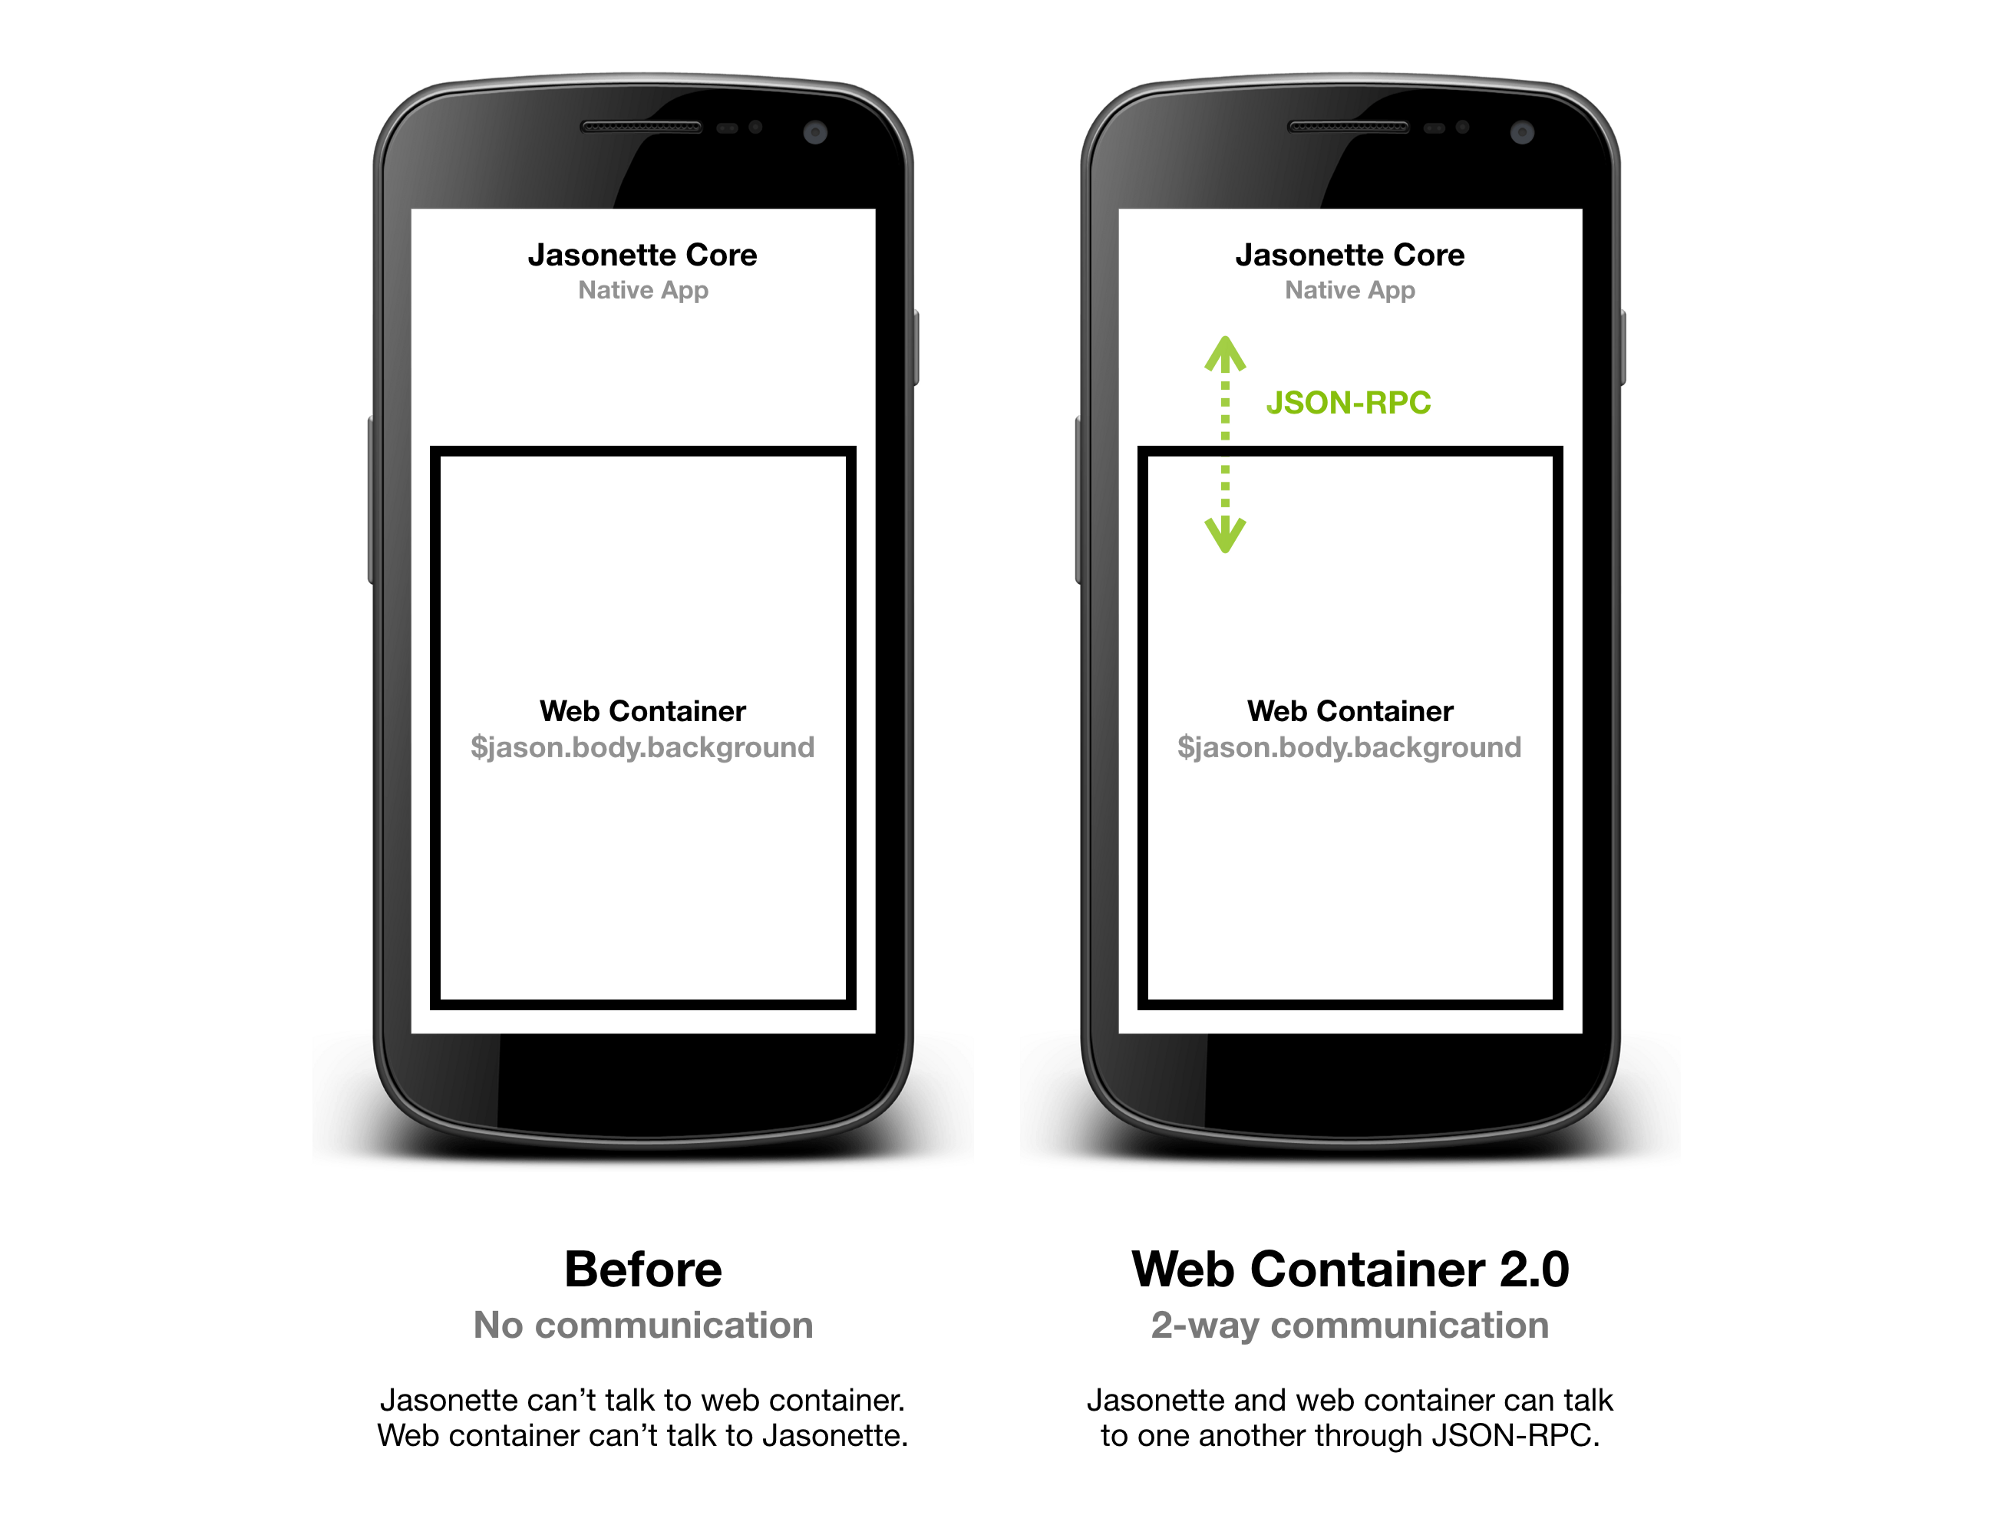 Jasonette Core
Native App
Web Container
$jason.body.background
Before
No communication
Jasonette can’t talk to web container.
Web container can’t talk to Jasonette.
Jasonette Core
Native App
JSON-RPC
Web Container
$jason.body.background
Web Container 2.0
2-way communication
Jasonette and web container can talk
to one another through JSON-RPC.